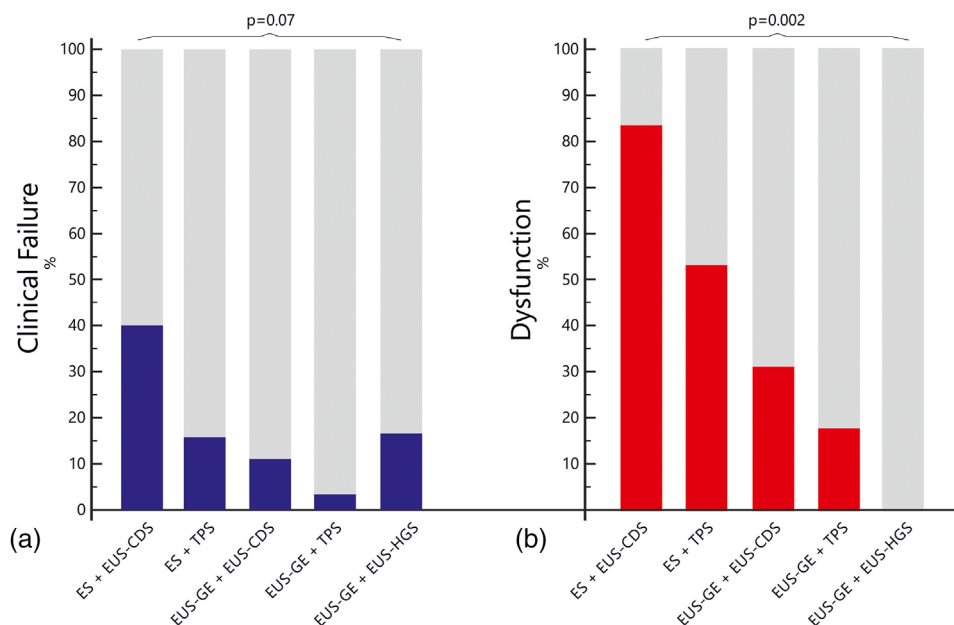 p=0.07
100
90
80
70
60
50
40
30
20
10
0
Clinical Failure
%
ES + EUS-CDS
ES + TPS
EUS-GE + EUS-CDS
EUS-GE + TPS
EUS-GE + EUS-HGS
(a)
p=0.002
100
90
80
70
60
50
40
30
20
10
Dysfunction
%
ES + EUS-CDS
ES + TPS
EUS-GE + EUS-CDS
EUS-GE + TPS
EUS-GE + EUS-HGS
(b)